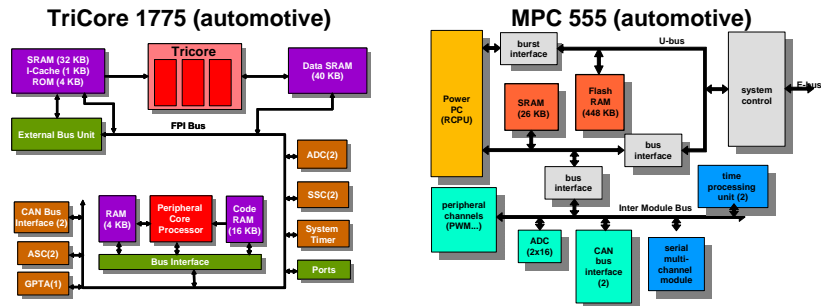 TriCore 1775 (automotive)
SRAM (32 KB)
I-Cache (1 KB)
ROM (4 KB)
Tricore
Data SRAM
(40 KB)
External Bus Unit
FPI Bus
ADC(2)
SSC(2)
System
Timer
Ports
CAN Bus
Interface (2)
ASC(2)
GPTA(1)
RAM
(4 KB)
Peripheral
Core
Processor
Code
RAM
(16 KB)
Bus Interface
MPC 555 (automotive)
Power
PC
(RCPU)
burst
interface
U-bus
SRAM
(26 KB)
Flash
RAM
(448 KB)
system
control
E-bus
bus
interface
bus
interface
time
processing
unit (2)
peripheral
channels
(PWM...)
Inter Module Bus
ADC
(2x16)
CAN
bus
interface
(2)
serial
multi-
channel
module